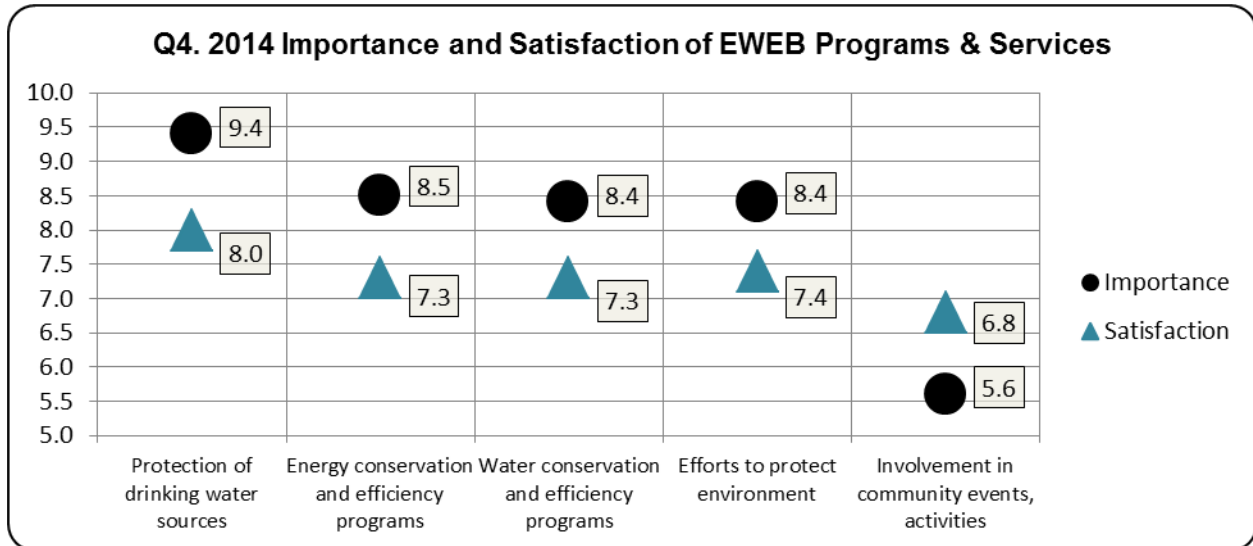 Q4. 2014 Importance and Satisfaction of EWEB Programs & Services
10.0
9.5
9.0
8.5
8.0
7.5
7.0
6.5
6.0
5.5
5.0
9.4
8.0
8.5
7.3
8.4
7.3
8.4
7.4
6.8
5.6
Importance
Satisfaction
Protection of
drinking water
sources
Energy conservation
and efficiency
programs
Water conservation
and efficiency
programs
Efforts to protect
environment
Involvement in
community events,
activities